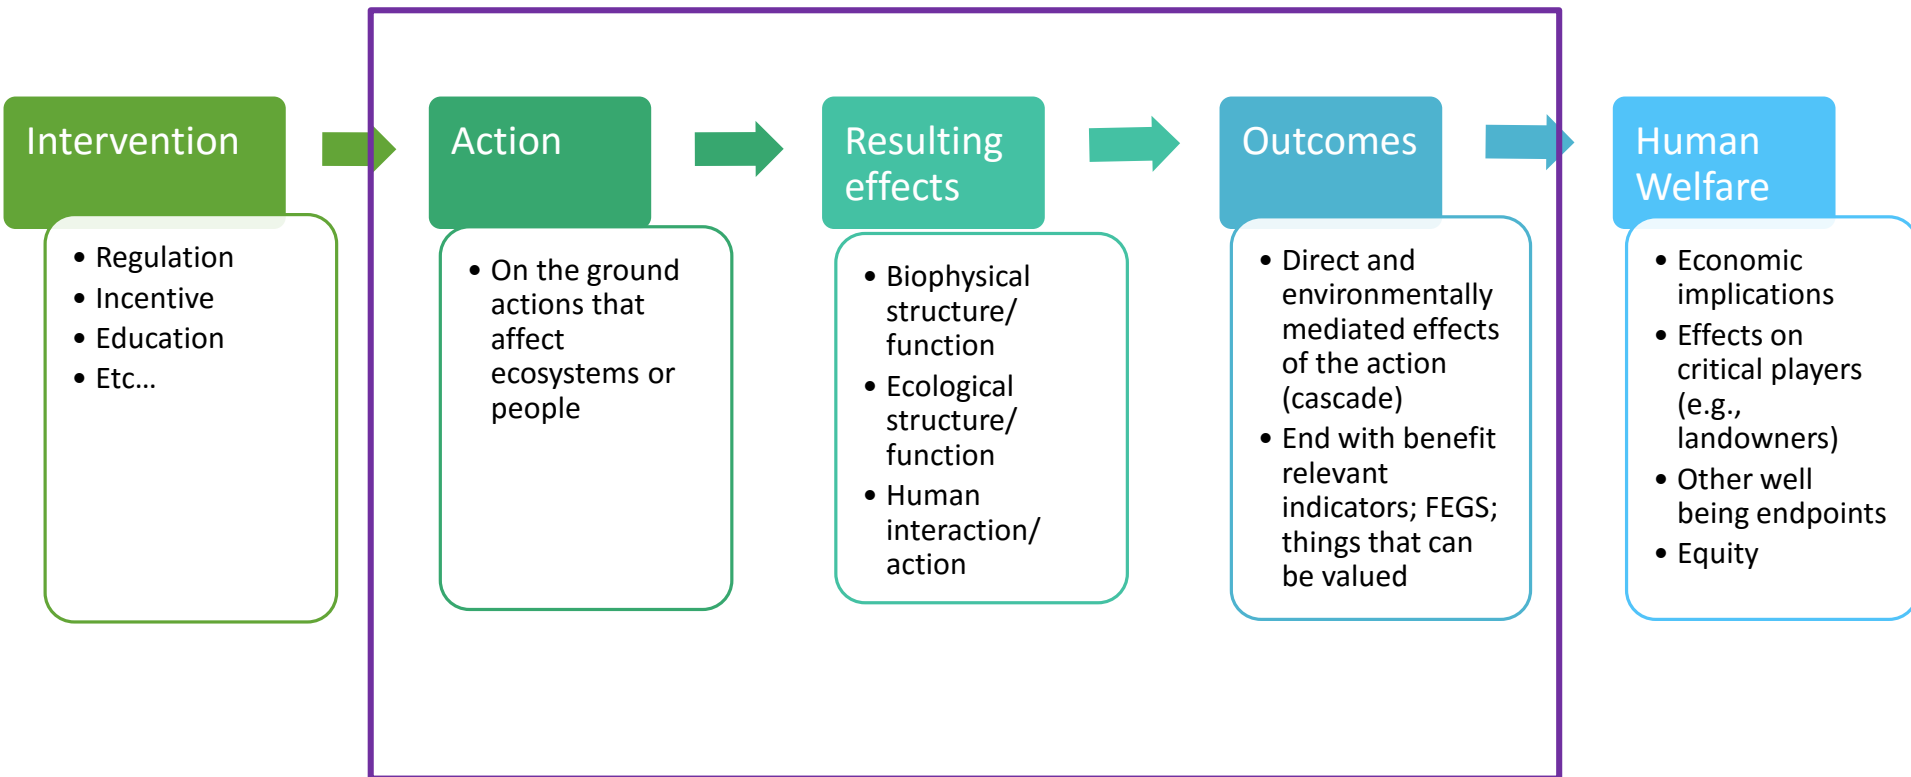 Intervention
• Regulation
• Incentive
• Education
• Etc...
Action
• On the ground
actions that
affect
ecosystems or
people
Resulting
effects
• Biophysical
structure/
function
• Ecological
structure/
function
• Human
interaction/
action
Outcomes
• Direct and
environmentally
mediated effects
of the action
(cascade)
• End with benefit
relevant
indicators; FEGS;
things that can
be valued
Human
Welfare
• Economic
implications
• Effects on
critical players
(e.g.,
landowners)
• Other well
being endpoints
• Equity